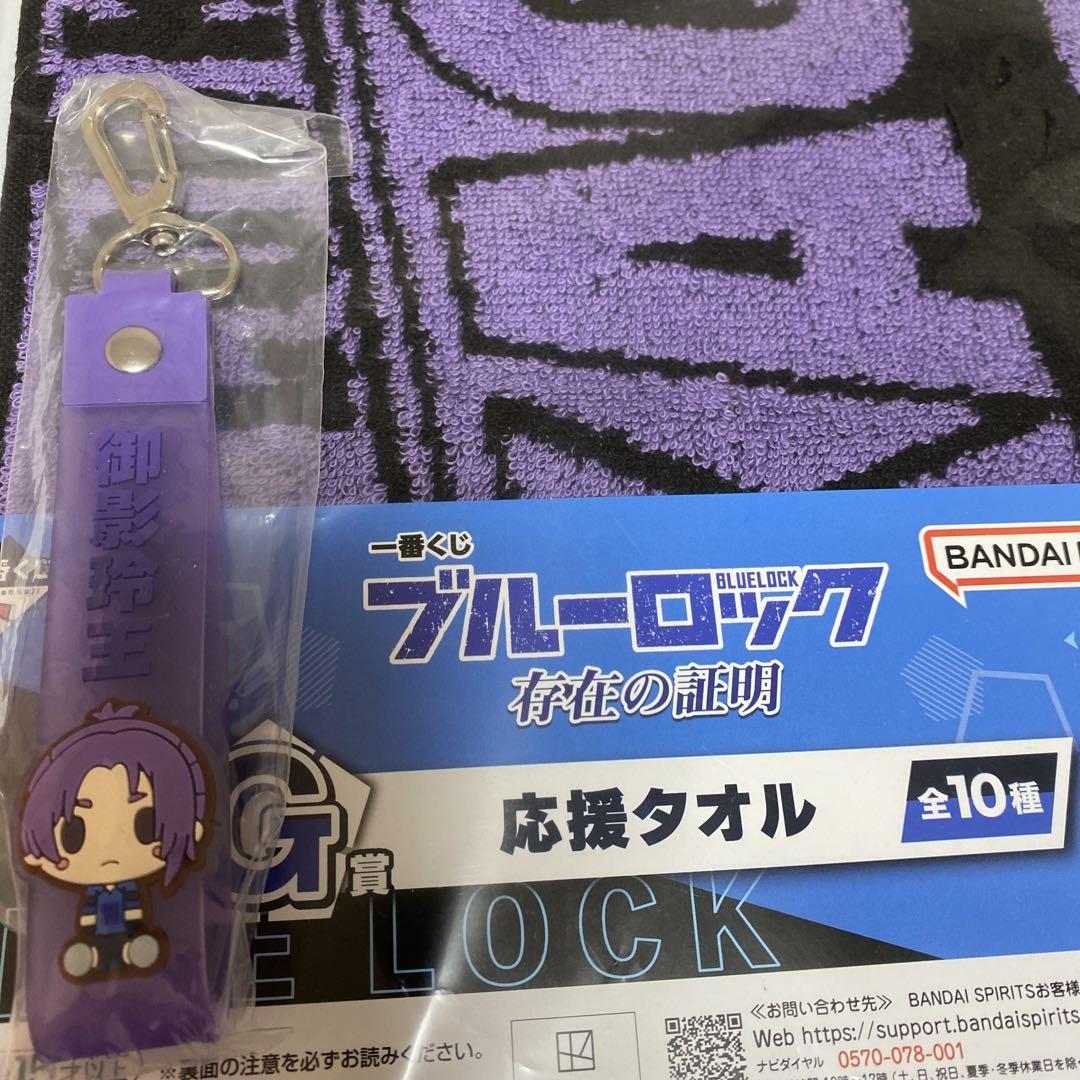 御影玲王
一番くじ
ブルーロック
BLUELOCK
存在の証明
BANDAI
G賞
応援タオル
全10種
LOCK
≪お問い合わせ先≫ BANDAI SPIRITSお客様
Web https://support.bandaispirits
ナビダイヤル 0570-078-001
※裏面の注意を必ずお読みください。